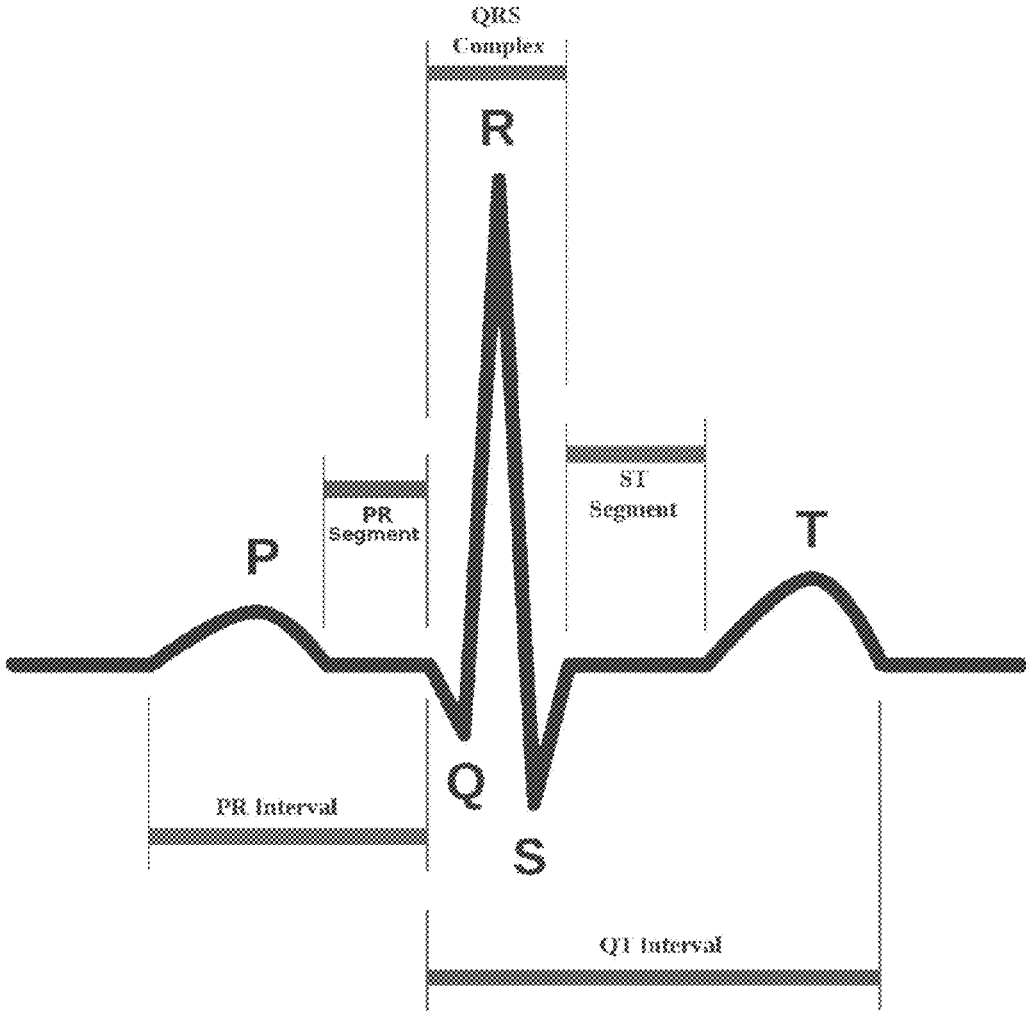 QRS
Complex
R
ST
Segment
PR
Segment
T
P
Q
PR Interval
S
QT Interval